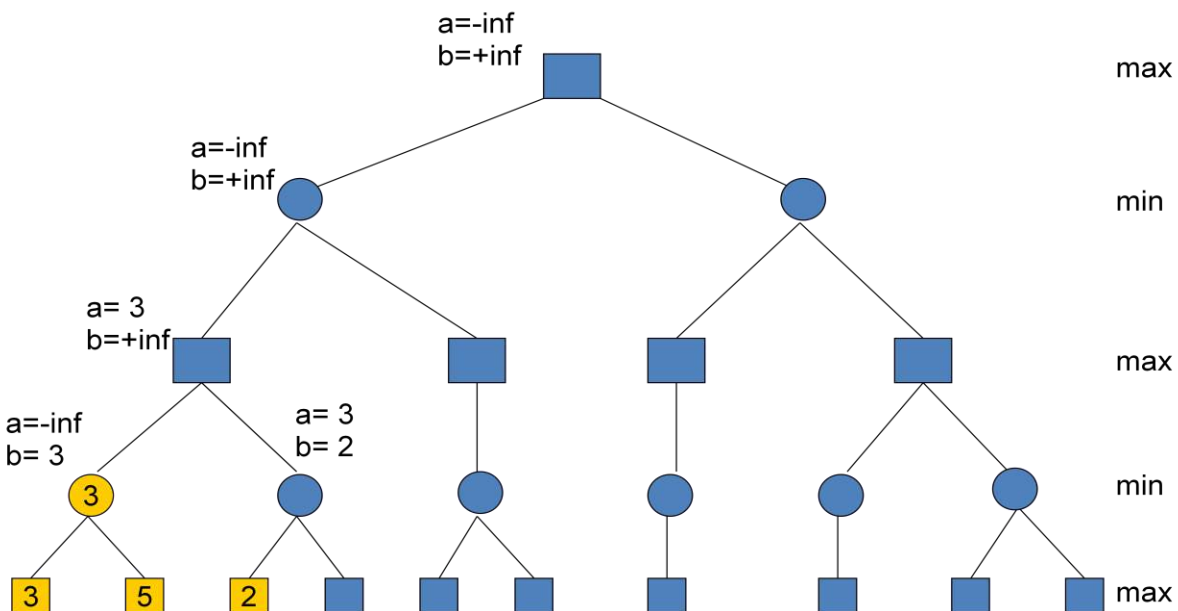 a=-inf
b=+inf
max
a=-inf
b=+inf
min
a= 3
b=+inf
max
a=-inf
b= 3
a= 3
b= 2
3
min
3
5
2
max